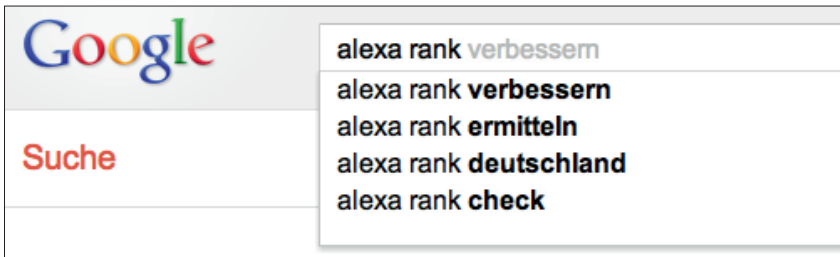 Google
alexa rank verbessern
alexa rank verbessern
alexa rank ermitteln
Suche
alexa rank deutschland
alexa rank check